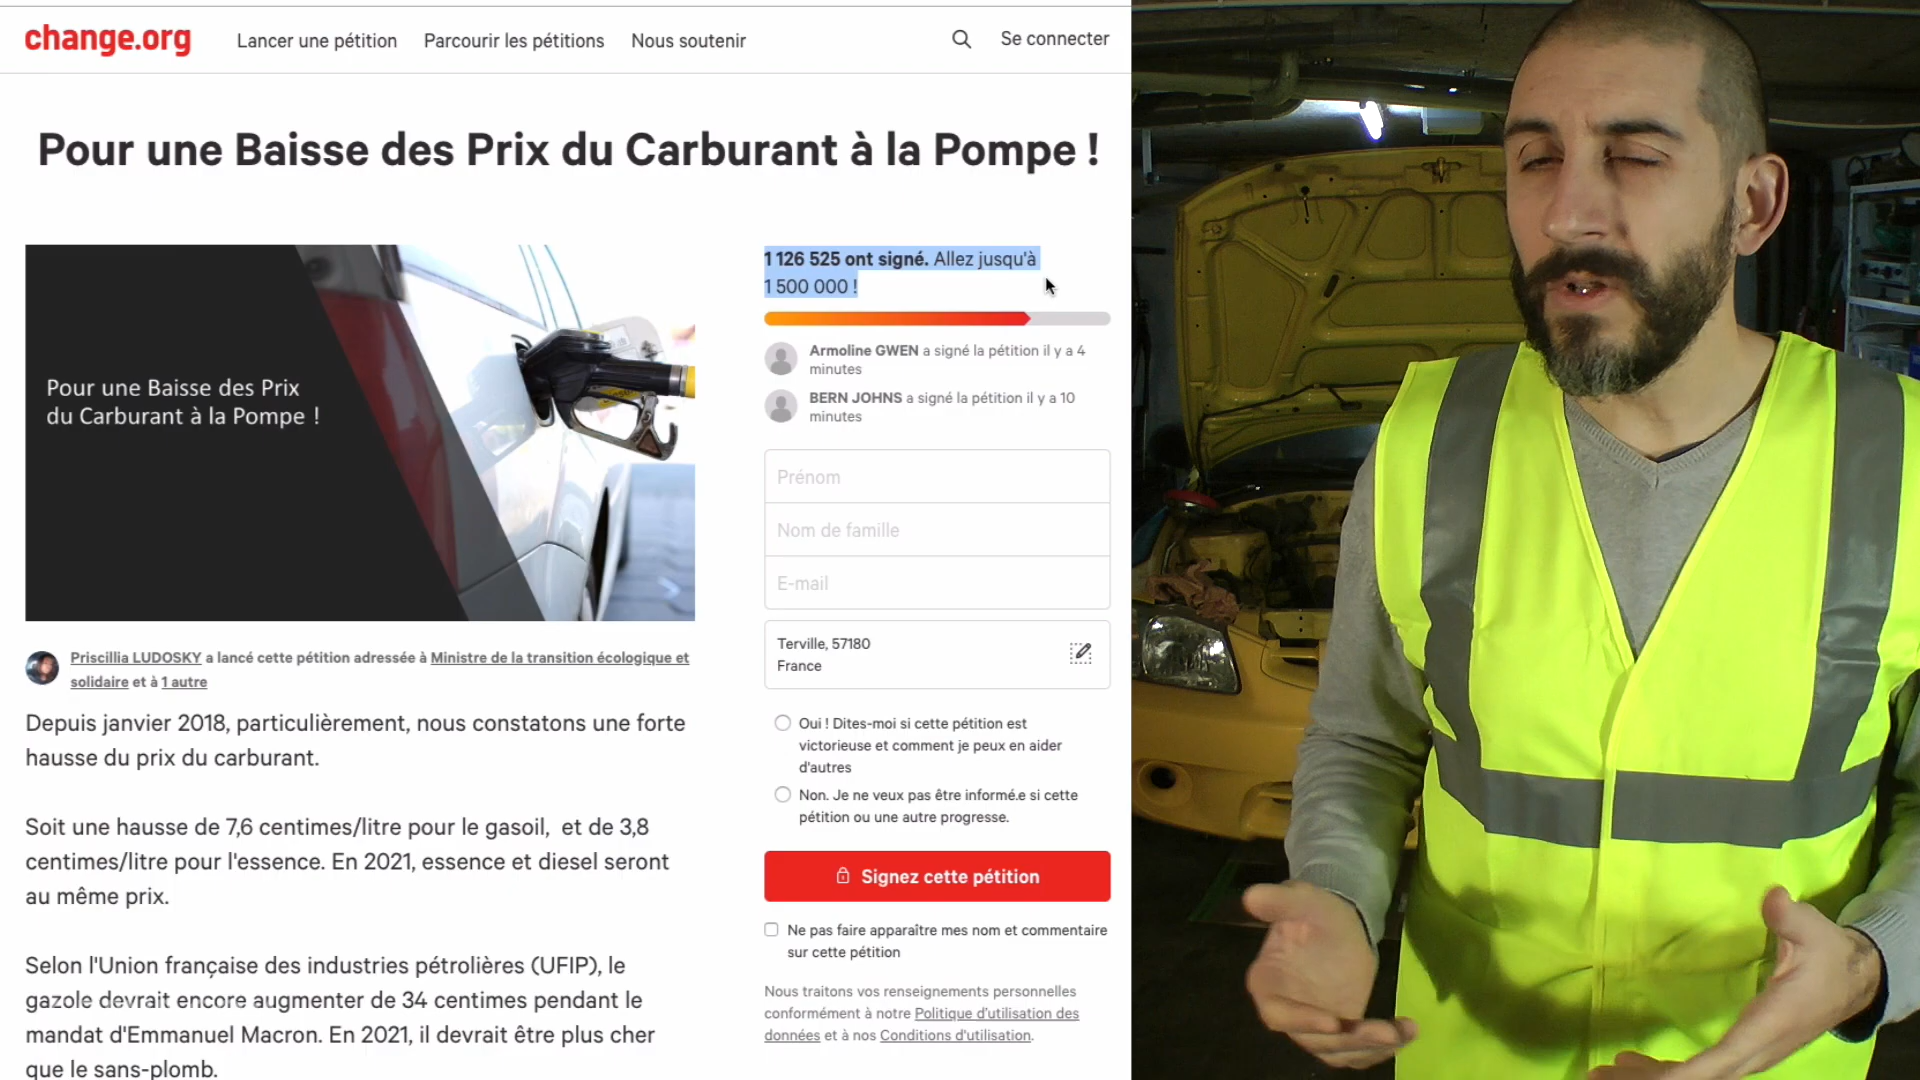 change.org
Lancer une pétition
Parcourir les pétitions
Nous soutenir
Se connecter
Pour une Baisse des Prix du Carburant à la Pompe !
Pour une Baisse des Prix
du Carburant à la Pompe !
Priscillia LUDOSKY a lancé cette pétition adressée à Ministre de la transition écologique et
solidaire et à 1 autre
Depuis janvier 2018, particulièrement, nous constatons une forte
hausse du prix du carburant.
Soit une hausse de 7,6 centimes/litre pour le gasoil, et de 3,8
centimes/litre pour l'essence. En 2021, essence et diesel seront
au même prix.
Selon l'Union française des industries pétrolières (UFIP), le
gazole devrait encore augmenter de 34 centimes pendant le
mandat d'Emmanuel Macron. En 2021, il devrait être plus cher
que le sans-plomb.
1 126 525 ont signé. Allez jusqu'à
1 500 000 !
Armoline GWEN a signé la pétition il y a 4
minutes
BERN JOHNS a signé la pétition il y a 10
minutes
Prénom
Nom de famille
E-mail
Terville, 57180
France
Oui ! Dites-moi si cette pétition est
victorieuse et comment je peux en aider
d'autres
Non. Je ne veux pas être informé.e si cette
pétition ou une autre progresse.
Signez cette pétition
Ne pas faire apparaître mes nom et commentaire
sur cette pétition
Nous traitons vos renseignements personnelles
conformément à notre Politique d'utilisation des
données et à nos Conditions d'utilisation.